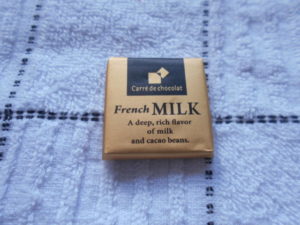 Carré de chocolat
French MILK
A deep, rich flavor
of milk
and cacao beans.